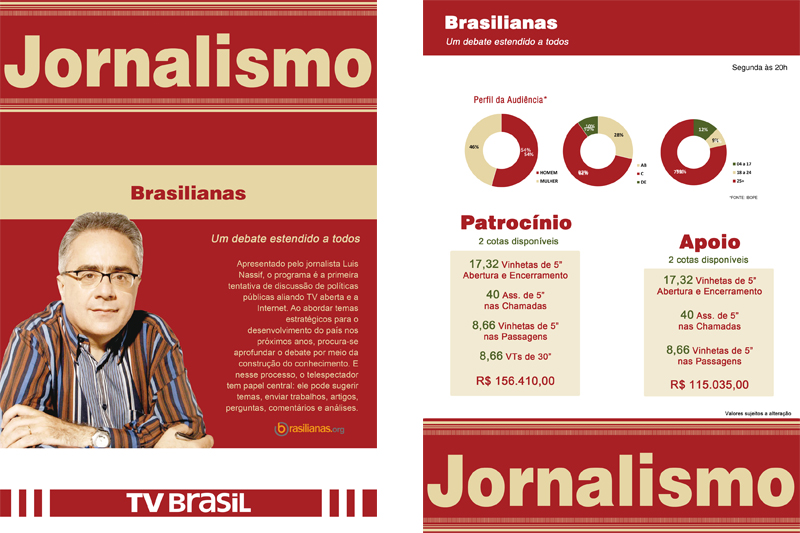 Jornalismo
Brasilianas
Um debate estendido a todos
Apresentado pelo jornalista Luis
Nassif, o programa é a primeira
tentativa de discussão de políticas
públicas aliando TV aberta e a
Internet. Ao abordar temas
estratégicos para o
desenvolvimento do país nos
próximos anos, procura-se
aprofundar o debate por meio da
construção do conhecimento. E
nesse processo, o telespectador
tem papel central: ele pode sugerir
temas, enviar trabalhos, artigos,
perguntas, comentários e análises.
brasilianas.org
TV BRASIL
Brasilianas
Um debate estendido a todos
Segunda às 20h
Perfil da Audiência*
46%
54%
HOMEM
MULHER
28%
AB
C
DE
12%
04 a 17
18 a 24
25+
*FONTE: IBOPE
Patrocínio
2 cotas disponíveis
17,32 Vinhetas de 5"
Abertura e Encerramento
40 Ass. de 5"
nas Chamadas
8,66 Vinhetas de 5"
nas Passagens
8,66 VTs de 30"
R$ 156.410,00
Apoio
2 cotas disponíveis
17,32 Vinhetas de 5"
Abertura e Encerramento
40 Ass. de 5"
nas Chamadas
8,66 Vinhetas de 5"
nas Passagens
R$ 115.035,00
Valores sujeitos a alteração
Jornalismo